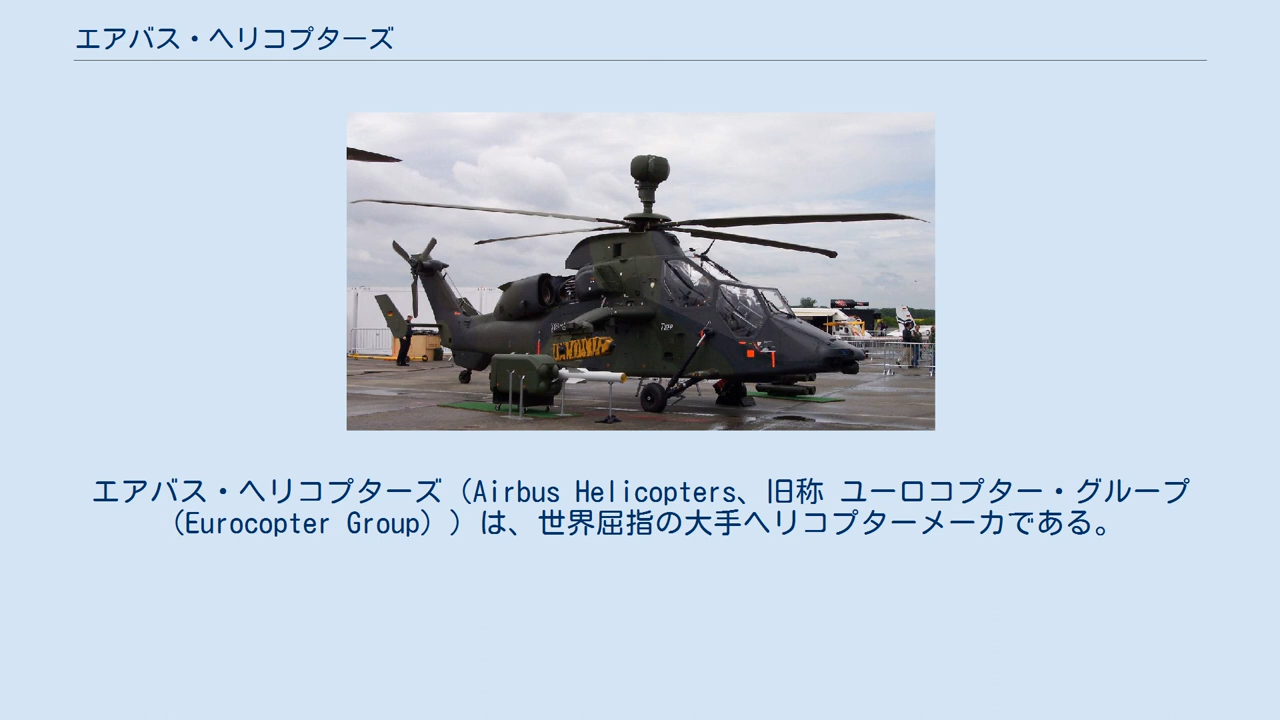 エアバス・ヘリコプターズ
エアバス・ヘリコプターズ（Airbus Helicopters、旧称 ユーロコプター・グループ
（Eurocopter Group））は、世界屈指の大手ヘリコプターメーカである。